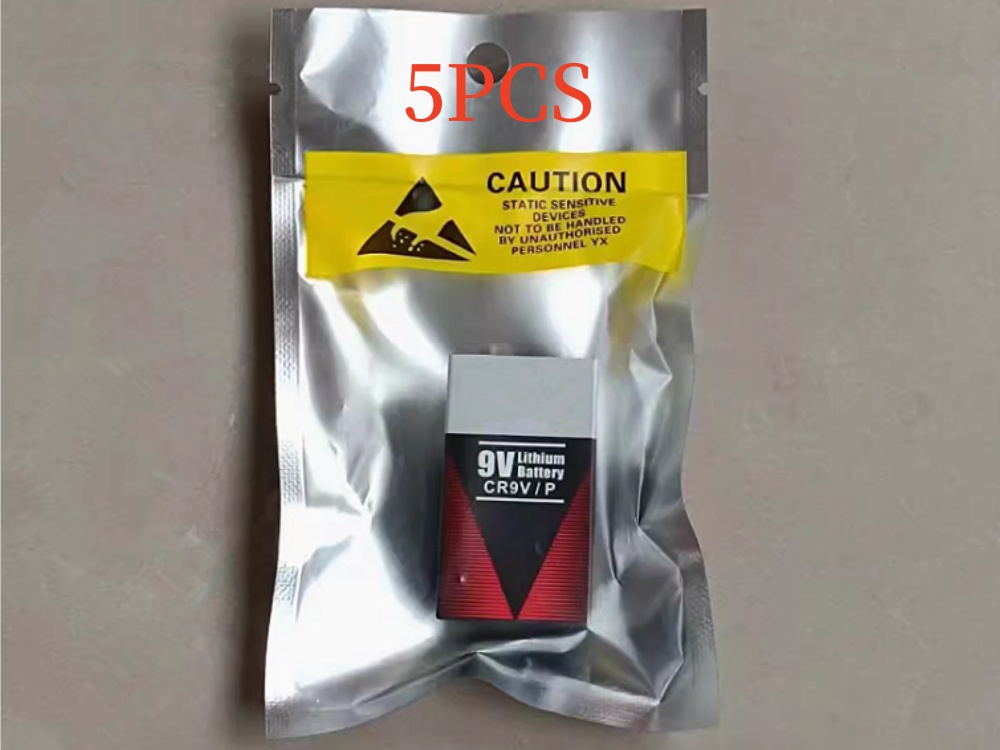 5PCS
CAUTION
STATIC SENSITIVE
DEVICES
NOT TO BE HANDLED
BY UNAUTHORISED
PERSONNEL YX
9V Lithium
Battery
CR9V/P